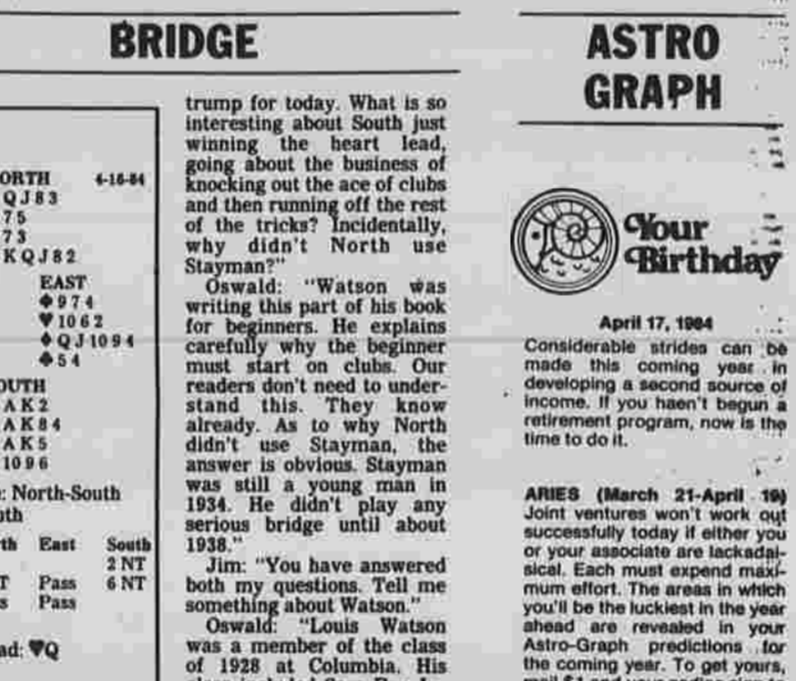 BRIDGE
ORTH 4-16-84
QJ83
75
73
KQJ82
EAST
♠974
♥1062
♦QJ1094
♣54
OUTH
AK2
AK84
AK5
1096
: North-South
th
th East South
2 NT
T Pass 6 NT
s Pass
ad: ♥Q
trump for today. What is so
interesting about South just
winning the heart lead,
going about the business of
knocking out the ace of clubs
and then running off the rest
of the tricks? Incidentally,
why didn't North use
Stayman?"
Oswald: "Watson was
writing this part of his book
for beginners. He explains
carefully why the beginner
must start on clubs. Our
readers don't need to under-
stand this. They know
already. As to why North
didn't use Stayman, the
answer is obvious. Stayman
was still a young man in
1934. He didn't play any
serious bridge until about
1938."
Jim: "You have answered
both my questions. Tell me
something about Watson."
Oswald: "Louis Watson
was a member of the class
of 1928 at Columbia. His
ASTRO
GRAPH
Your
Birthday
April 17, 1984
Considerable strides can be
made this coming year in
developing a second source of
income. If you haen't begun a
retirement program, now is the
time to do it.
ARIES (March 21-April 19)
Joint ventures won't work out
successfully today if either you
or your associate are lackadai-
sical. Each must expend maxi-
mum effort. The areas in which
you'll be the luckiest in the year
ahead are revealed in your
Astro-Graph predictions for
the coming year. To get yours,